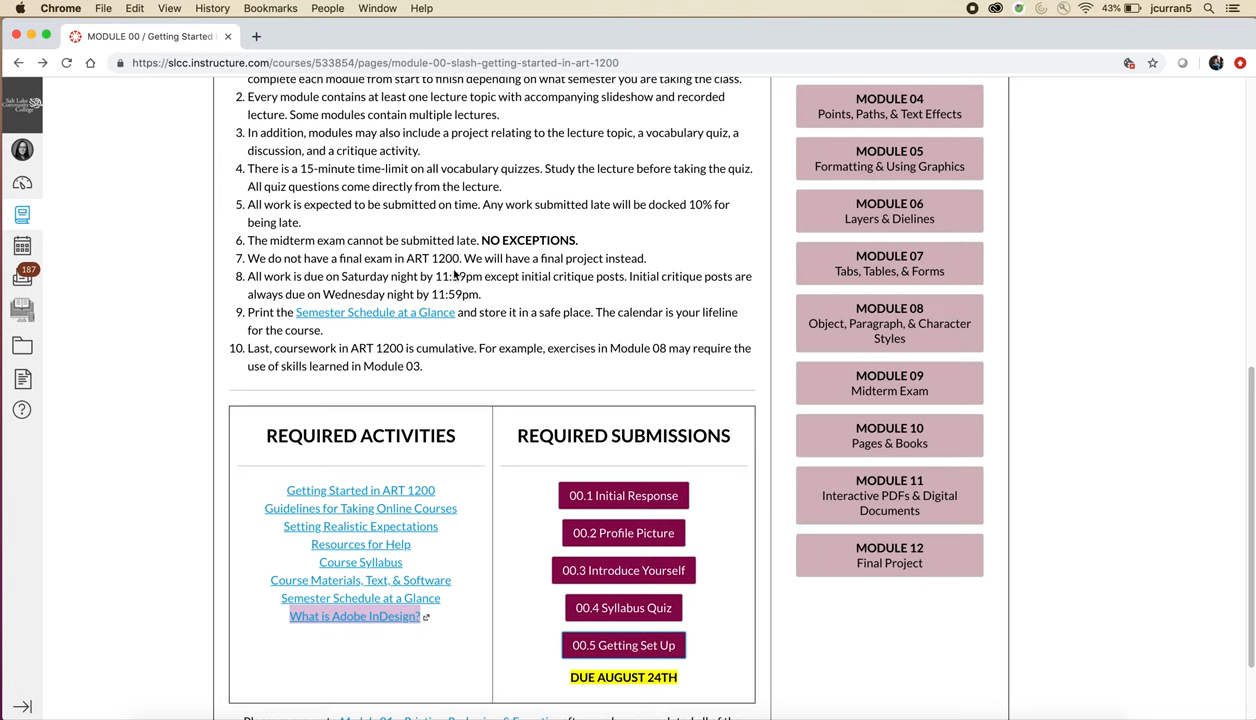 Chrome File Edit View History Bookmarks People Window Help 43% jcurran5
MODULE 00 / Getting Started
https://slcc.instructure.com/courses/533854/pages/module-00-slash-getting-started-in-art-1200
Salt Lake
Community
College
187
complete each module from start to finish depending on what semester you are taking the class.
2. Every module contains at least one lecture topic with accompanying slideshow and recorded
lecture. Some modules contain multiple lectures.
3. In addition, modules may also include a project relating to the lecture topic, a vocabulary quiz, a
discussion, and a critique activity.
4. There is a 15-minute time-limit on all vocabulary quizzes. Study the lecture before taking the quiz.
All quiz questions come directly from the lecture.
5. All work is expected to be submitted on time. Any work submitted late will be docked 10% for
being late.
6. The midterm exam cannot be submitted late. NO EXCEPTIONS.
7. We do not have a final exam in ART 1200. We will have a final project instead.
8. All work is due on Saturday night by 11:59pm except initial critique posts. Initial critique posts are
always due on Wednesday night by 11:59pm.
9. Print the Semester Schedule at a Glance and store it in a safe place. The calendar is your lifeline
for the course.
10. Last, coursework in ART 1200 is cumulative. For example, exercises in Module 08 may require the
use of skills learned in Module 03.
REQUIRED ACTIVITIES
Getting Started in ART 1200
Guidelines for Taking Online Courses
Setting Realistic Expectations
Resources for Help
Course Syllabus
Course Materials, Text, & Software
Semester Schedule at a Glance
What is Adobe InDesign?
REQUIRED SUBMISSIONS
00.1 Initial Response
00.2 Profile Picture
00.3 Introduce Yourself
00.4 Syllabus Quiz
00.5 Getting Set Up
DUE AUGUST 24TH
MODULE 04
Points, Paths, & Text Effects
MODULE 05
Formatting & Using Graphics
MODULE 06
Layers & Dielines
MODULE 07
Tabs, Tables, & Forms
MODULE 08
Object, Paragraph, & Character
Styles
MODULE 09
Midterm Exam
MODULE 10
Pages & Books
MODULE 11
Interactive PDFs & Digital
Documents
MODULE 12
Final Project